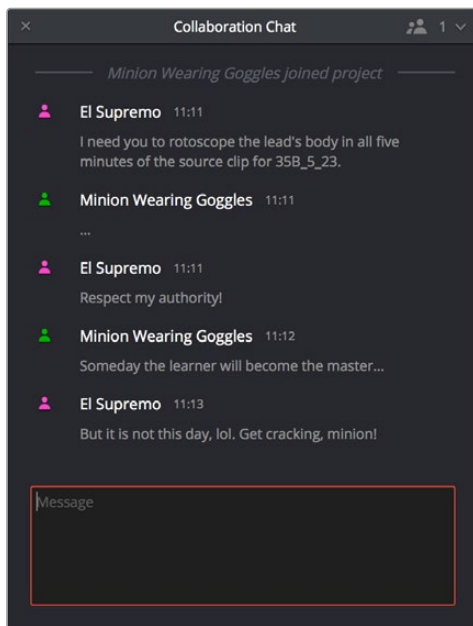 Collaboration Chat
1
Minion Wearing Goggles joined project
El Supremo 11:11
I need you to rotoscope the lead's body in all five
minutes of the source clip for 35B_5_23.
Minion Wearing Goggles 11:11
...
El Supremo 11:11
Respect my authority!
Minion Wearing Goggles 11:12
Someday the learner will become the master...
El Supremo 11:13
But it is not this day, lol. Get cracking, minion!
Message